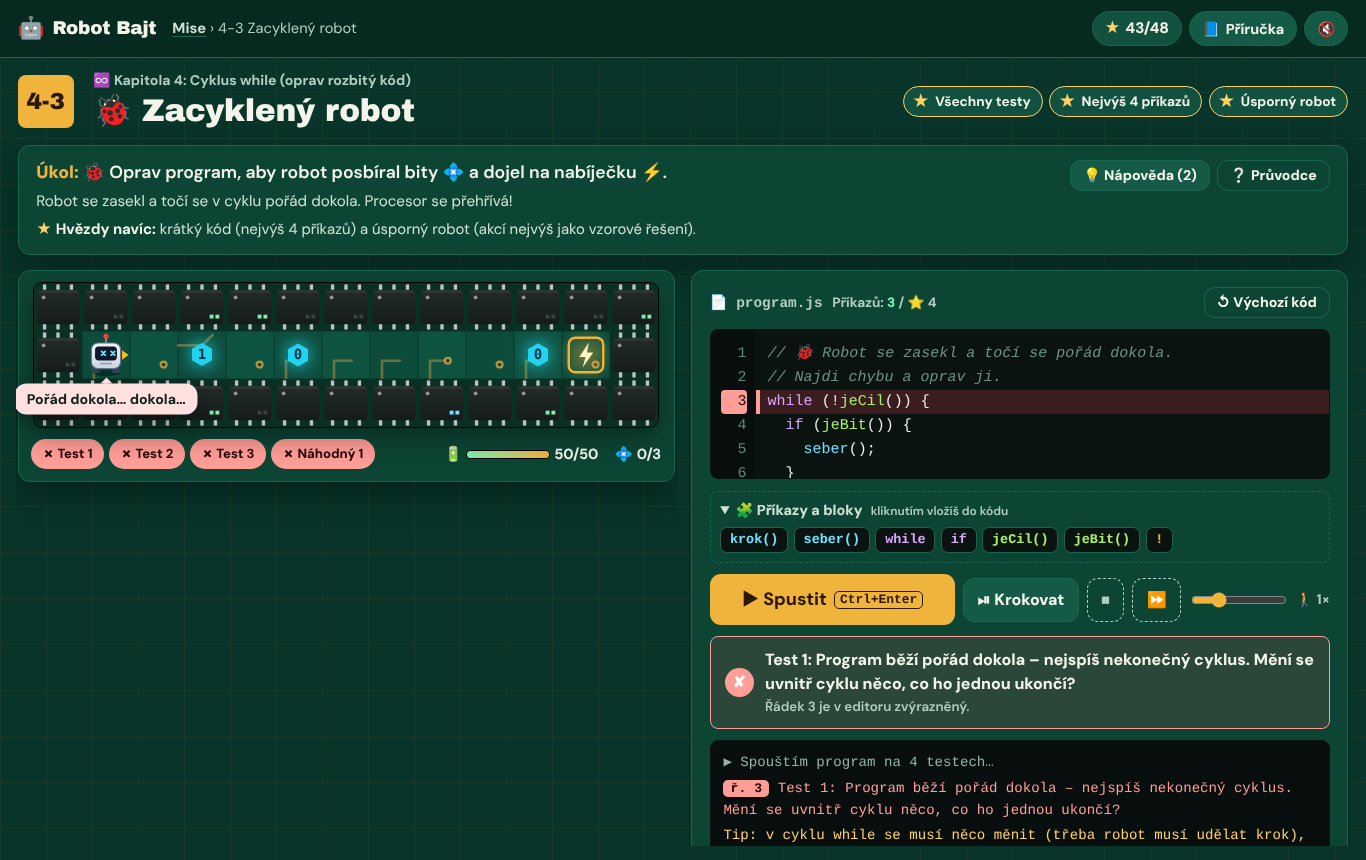 🤖 Robot Bajt Mise › 4-3 Zacyklený robot ★ 43/48 📘 Příručka
4-3
♾️ Kapitola 4: Cyklus while (oprav rozbitý kód)
🐞 Zacyklený robot
★ Všechny testy ★ Nejvýš 4 příkazů ★ Úsporný robot
Úkol: 🐞 Oprav program, aby robot posbíral bity 💠 a dojel na nabíječku ⚡.
💡 Nápověda (2) ❔ Průvodce
Robot se zasekl a točí se v cyklu pořád dokola. Procesor se přehřívá!
★ Hvězdy navíc: krátký kód (nejvýš 4 příkazů) a úsporný robot (akcí nejvýš jako vzorové řešení).
1 0 0
Pořád dokola… dokola…
× Test 1 × Test 2 × Test 3 × Náhodný 1 50/50 0/3
program.js Příkazů: 3 / ⭐ 4 ↺ Výchozí kód
1 // 🐞 Robot se zasekl a točí se pořád dokola.
2 // Najdi chybu a oprav ji.
3 while (!jeCil()) {
4 if (jeBit()) {
5 seber();
6 }
▼ 🧩 Příkazy a bloky kliknutím vložíš do kódu
krok() seber() while if jeCil() jeBit() !
▶ Spustit Ctrl+Enter ⏯ Krokovat ■ ⏩ 🚶 1×
✘ Test 1: Program běží pořád dokola – nejspíš nekonečný cyklus. Mění se
uvnitř cyklu něco, co ho jednou ukončí?
Řádek 3 je v editoru zvýrazněný.
▶ Spouštím program na 4 testech…
ř. 3 Test 1: Program běží pořád dokola – nejspíš nekonečný cyklus.
Mění se uvnitř cyklu něco, co ho jednou ukončí?
Tip: v cyklu while se musí něco měnit (třeba robot musí udělat krok),